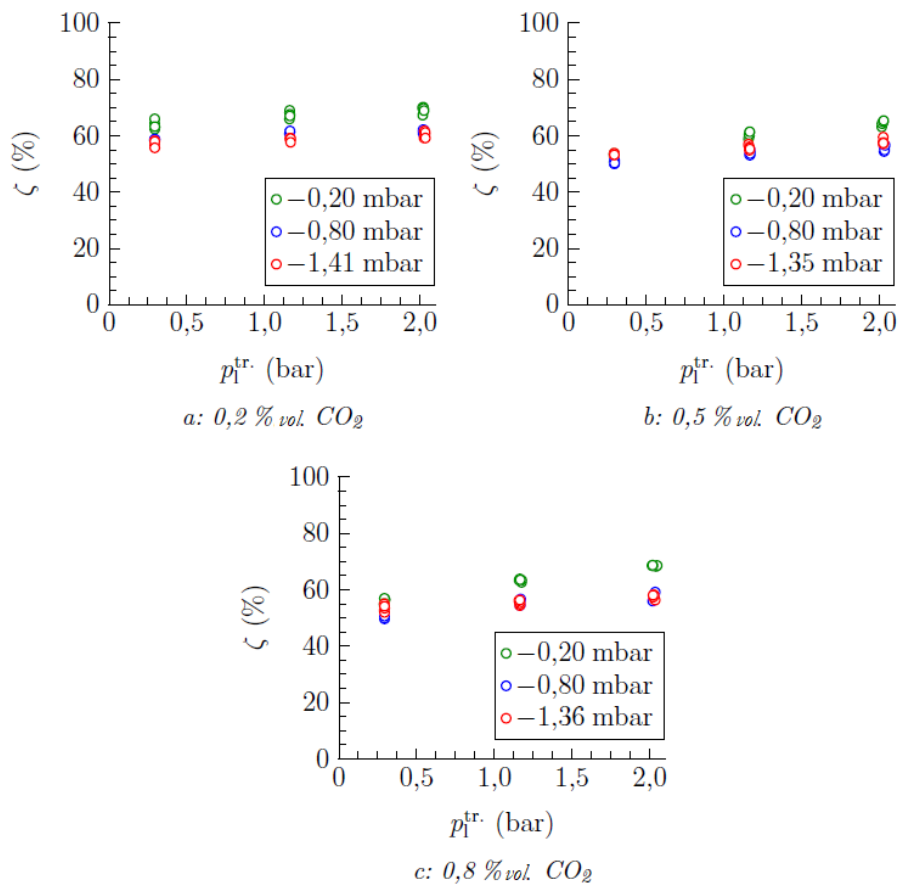 100
80
60
40
20
0
ζ (%)
0 0,5 1,0 1,5 2,0
−0,20 mbar
−0,80 mbar
−1,41 mbar
p_l^tr. (bar)
a: 0,2 % vol. CO₂
100
80
60
40
20
0
ζ (%)
0 0,5 1,0 1,5 2,0
−0,20 mbar
−0,80 mbar
−1,35 mbar
p_l^tr. (bar)
b: 0,5 % vol. CO₂
100
80
60
40
20
0
ζ (%)
0 0,5 1,0 1,5 2,0
−0,20 mbar
−0,80 mbar
−1,36 mbar
p_l^tr. (bar)
c: 0,8 % vol. CO₂